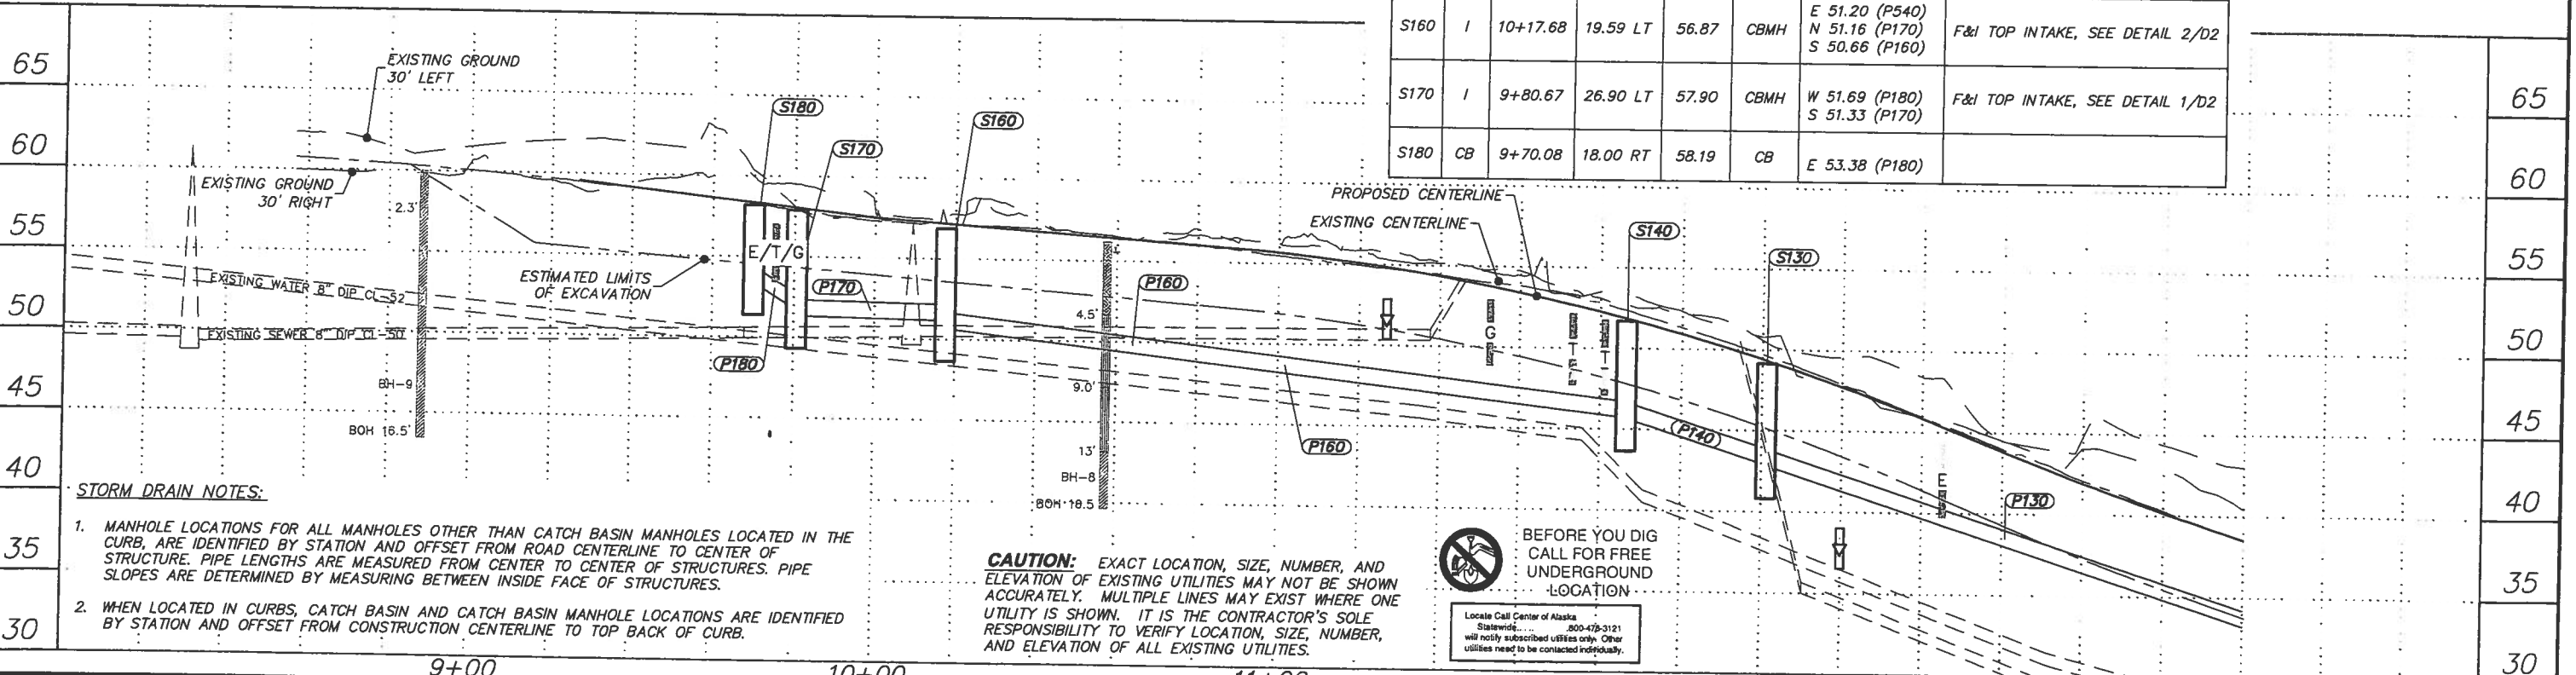 S160 I 10+17.68 19.59 LT 56.87 CBMH E 51.20 (P540) N 51.16 (P170) S 50.66 (P160) F&I TOP INTAKE, SEE DETAIL 2/D2
S170 I 9+80.67 26.90 LT 57.90 CBMH W 51.69 (P180) S 51.33 (P170) F&I TOP INTAKE, SEE DETAIL 1/D2
S180 CB 9+70.08 18.00 RT 58.19 CB E 53.38 (P180)
65
60
55
50
45
40
35
30
EXISTING GROUND
30' LEFT
EXISTING GROUND
30' RIGHT
2.3'
EXISTING WATER 8" DIP CL-52
EXISTING SEWER 8" DIP CL-50
BH-9
BOH 16.5'
ESTIMATED LIMITS
OF EXCAVATION
S180
S170
S160
E/T/G
P170
P180
P160
4.5'
9.0'
13'
BH-8
BOH 18.5'
P160
PROPOSED CENTERLINE
EXISTING CENTERLINE
G
T
T
S140
S130
P140
E
P130
65
60
55
50
45
40
35
30
STORM DRAIN NOTES:
1. MANHOLE LOCATIONS FOR ALL MANHOLES OTHER THAN CATCH BASIN MANHOLES LOCATED IN THE
CURB, ARE IDENTIFIED BY STATION AND OFFSET FROM ROAD CENTERLINE TO CENTER OF
STRUCTURE. PIPE LENGTHS ARE MEASURED FROM CENTER TO CENTER OF STRUCTURES. PIPE
SLOPES ARE DETERMINED BY MEASURING BETWEEN INSIDE FACE OF STRUCTURES.
2. WHEN LOCATED IN CURBS, CATCH BASIN AND CATCH BASIN MANHOLE LOCATIONS ARE IDENTIFIED
BY STATION AND OFFSET FROM CONSTRUCTION CENTERLINE TO TOP BACK OF CURB.
CAUTION: EXACT LOCATION, SIZE, NUMBER, AND
ELEVATION OF EXISTING UTILITIES MAY NOT BE SHOWN
ACCURATELY. MULTIPLE LINES MAY EXIST WHERE ONE
UTILITY IS SHOWN. IT IS THE CONTRACTOR'S SOLE
RESPONSIBILITY TO VERIFY LOCATION, SIZE, NUMBER,
AND ELEVATION OF ALL EXISTING UTILITIES.
BEFORE YOU DIG
CALL FOR FREE
UNDERGROUND
LOCATION
Locate Call Center of Alaska
Statewide..... 800-478-3121
will notify subscribed utilities only. Other
utilities need to be contacted individually.
9+00
10+00
11+00